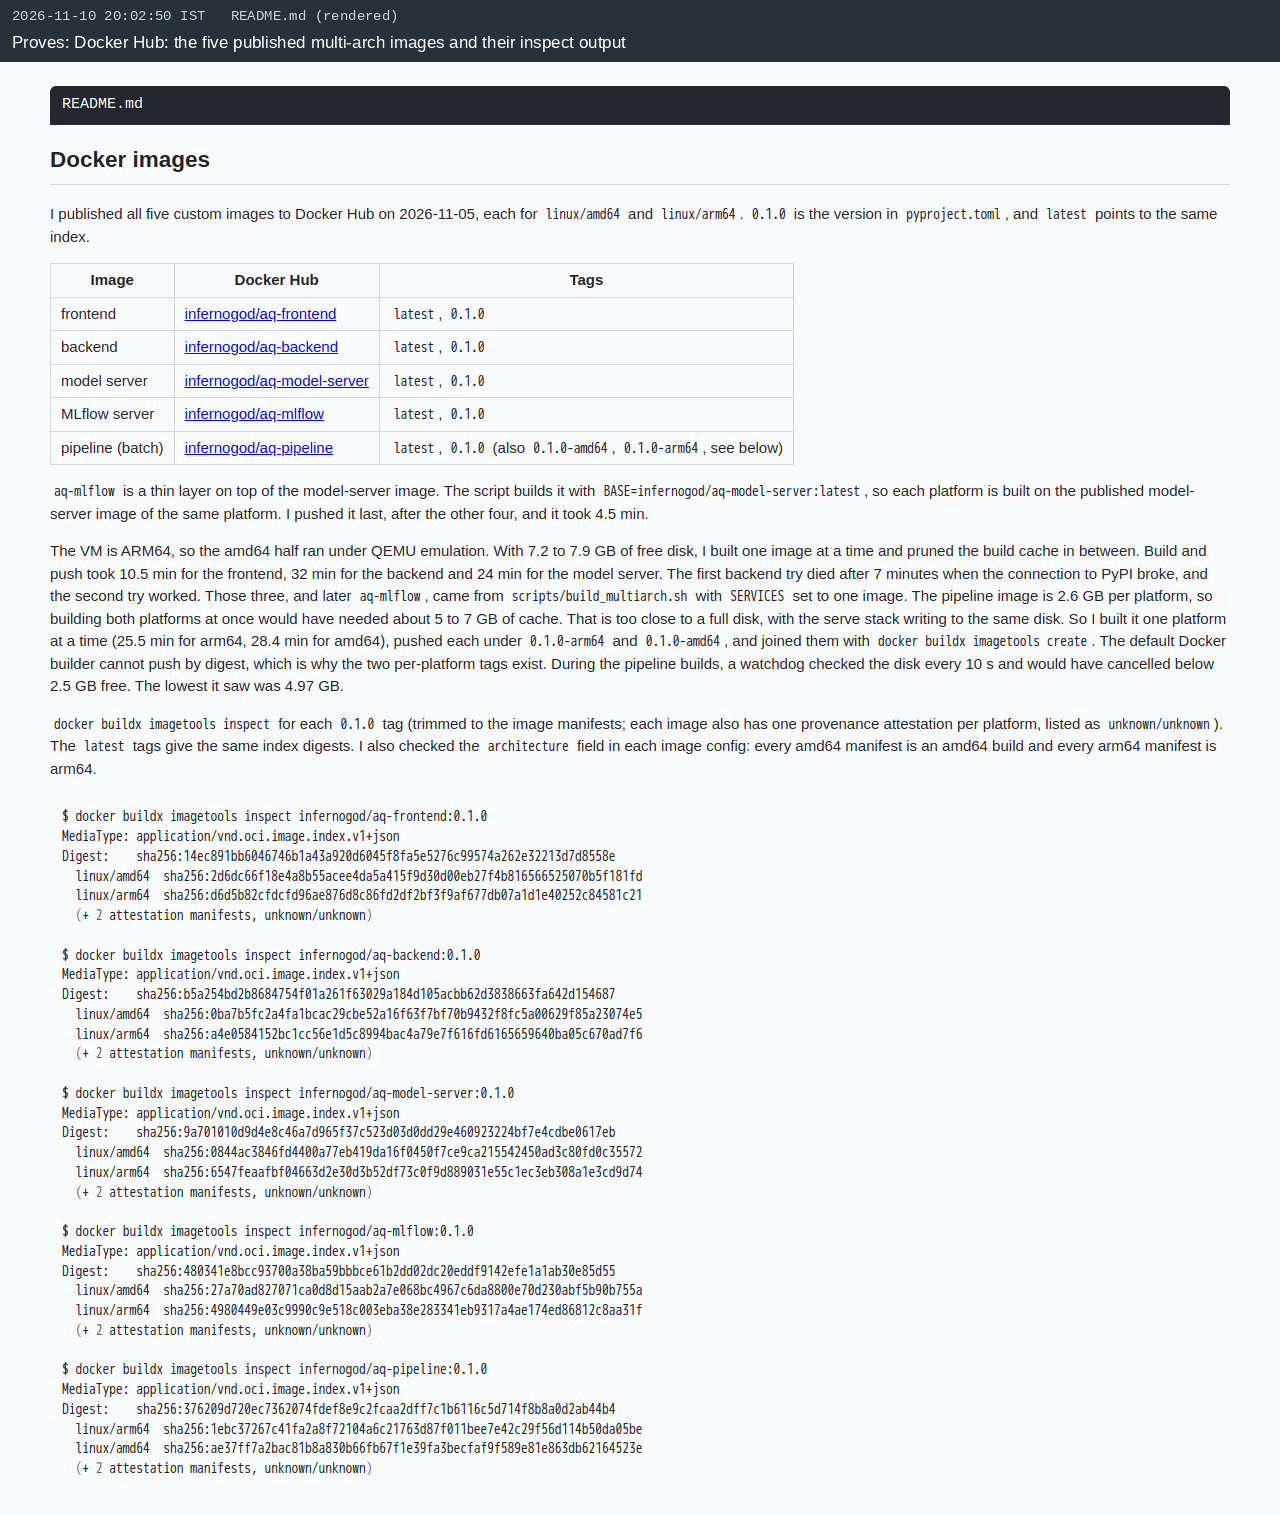 2026-11-10 20:02:50 IST   README.md (rendered)
Proves: Docker Hub: the five published multi-arch images and their inspect output
README.md
Docker images
I published all five custom images to Docker Hub on 2026-11-05, each for linux/amd64 and linux/arm64. 0.1.0 is the version in pyproject.toml, and latest points to the same
index.
Image Docker Hub Tags
frontend infernogod/aq-frontend latest, 0.1.0
backend infernogod/aq-backend latest, 0.1.0
model server infernogod/aq-model-server latest, 0.1.0
MLflow server infernogod/aq-mlflow latest, 0.1.0
pipeline (batch) infernogod/aq-pipeline latest, 0.1.0 (also 0.1.0-amd64, 0.1.0-arm64, see below)
aq-mlflow is a thin layer on top of the model-server image. The script builds it with BASE=infernogod/aq-model-server:latest, so each platform is built on the published model-
server image of the same platform. I pushed it last, after the other four, and it took 4.5 min.
The VM is ARM64, so the amd64 half ran under QEMU emulation. With 7.2 to 7.9 GB of free disk, I built one image at a time and pruned the build cache in between. Build and
push took 10.5 min for the frontend, 32 min for the backend and 24 min for the model server. The first backend try died after 7 minutes when the connection to PyPI broke, and
the second try worked. Those three, and later aq-mlflow, came from scripts/build_multiarch.sh with SERVICES set to one image. The pipeline image is 2.6 GB per platform, so
building both platforms at once would have needed about 5 to 7 GB of cache. That is too close to a full disk, with the serve stack writing to the same disk. So I built it one platform
at a time (25.5 min for arm64, 28.4 min for amd64), pushed each under 0.1.0-arm64 and 0.1.0-amd64, and joined them with docker buildx imagetools create. The default Docker
builder cannot push by digest, which is why the two per-platform tags exist. During the pipeline builds, a watchdog checked the disk every 10 s and would have cancelled below
2.5 GB free. The lowest it saw was 4.97 GB.
docker buildx imagetools inspect for each 0.1.0 tag (trimmed to the image manifests; each image also has one provenance attestation per platform, listed as unknown/unknown).
The latest tags give the same index digests. I also checked the architecture field in each image config: every amd64 manifest is an amd64 build and every arm64 manifest is
arm64.
$ docker buildx imagetools inspect infernogod/aq-frontend:0.1.0
MediaType: application/vnd.oci.image.index.v1+json
Digest:    sha256:14ec891bb6046746b1a43a920d6045f8fa5e5276c99574a262e32213d7d8558e
  linux/amd64  sha256:2d6dc66f18e4a8b55acee4da5a415f9d30d00eb27f4b816566525070b5f181fd
  linux/arm64  sha256:d6d5b82cfdcfd96ae876d8c86fd2df2bf3f9af677db07a1d1e40252c84581c21
  (+ 2 attestation manifests, unknown/unknown)
$ docker buildx imagetools inspect infernogod/aq-backend:0.1.0
MediaType: application/vnd.oci.image.index.v1+json
Digest:    sha256:b5a254bd2b8684754f01a261f63029a184d105acbb62d3838663fa642d154687
  linux/amd64  sha256:0ba7b5fc2a4fa1bcac29cbe52a16f63f7bf70b9432f8fc5a00629f85a23074e5
  linux/arm64  sha256:a4e0584152bc1cc56e1d5c8994bac4a79e7f616fd6165659640ba05c670ad7f6
  (+ 2 attestation manifests, unknown/unknown)
$ docker buildx imagetools inspect infernogod/aq-model-server:0.1.0
MediaType: application/vnd.oci.image.index.v1+json
Digest:    sha256:9a701010d9d4e8c46a7d965f37c523d03d0dd29e460923224bf7e4cdbe0617eb
  linux/amd64  sha256:0844ac3846fd4400a77eb419da16f0450f7ce9ca215542450ad3c80fd0c35572
  linux/arm64  sha256:6547feaafbf04663d2e30d3b52df73c0f9d889031e55c1ec3eb308a1e3cd9d74
  (+ 2 attestation manifests, unknown/unknown)
$ docker buildx imagetools inspect infernogod/aq-mlflow:0.1.0
MediaType: application/vnd.oci.image.index.v1+json
Digest:    sha256:480341e8bcc93700a38ba59bbbce61b2dd02dc20eddf9142efe1a1ab30e85d55
  linux/amd64  sha256:27a70ad827071ca0d8d15aab2a7e068bc4967c6da8800e70d230abf5b90b755a
  linux/arm64  sha256:4980449e03c9990c9e518c003eba38e283341eb9317a4ae174ed86812c8aa31f
  (+ 2 attestation manifests, unknown/unknown)
$ docker buildx imagetools inspect infernogod/aq-pipeline:0.1.0
MediaType: application/vnd.oci.image.index.v1+json
Digest:    sha256:376209d720ec7362074fdef8e9c2fcaa2dff7c1b6116c5d714f8b8a0d2ab44b4
  linux/arm64  sha256:1ebc37267c41fa2a8f72104a6c21763d87f011bee7e42c29f56d114b50da05be
  linux/amd64  sha256:ae37ff7a2bac81b8a830b66fb67f1e39fa3becfaf9f589e81e863db62164523e
  (+ 2 attestation manifests, unknown/unknown)